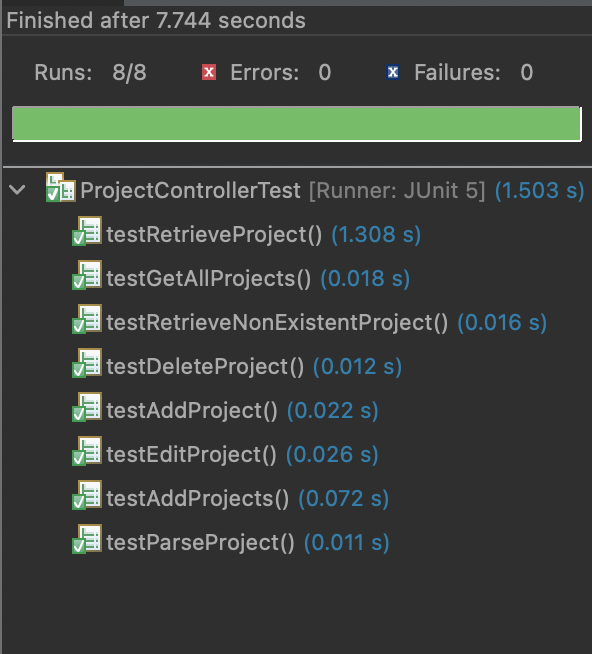 Finished after 7.744 seconds
Runs: 8/8 x Errors: 0 x Failures: 0
ProjectControllerTest [Runner: JUnit 5] (1.503 s)
testRetrieveProject() (1.308 s)
testGetAllProjects() (0.018 s)
testRetrieveNonExistentProject() (0.016 s)
testDeleteProject() (0.012 s)
testAddProject() (0.022 s)
testEditProject() (0.026 s)
testAddProjects() (0.072 s)
testParseProject() (0.011 s)